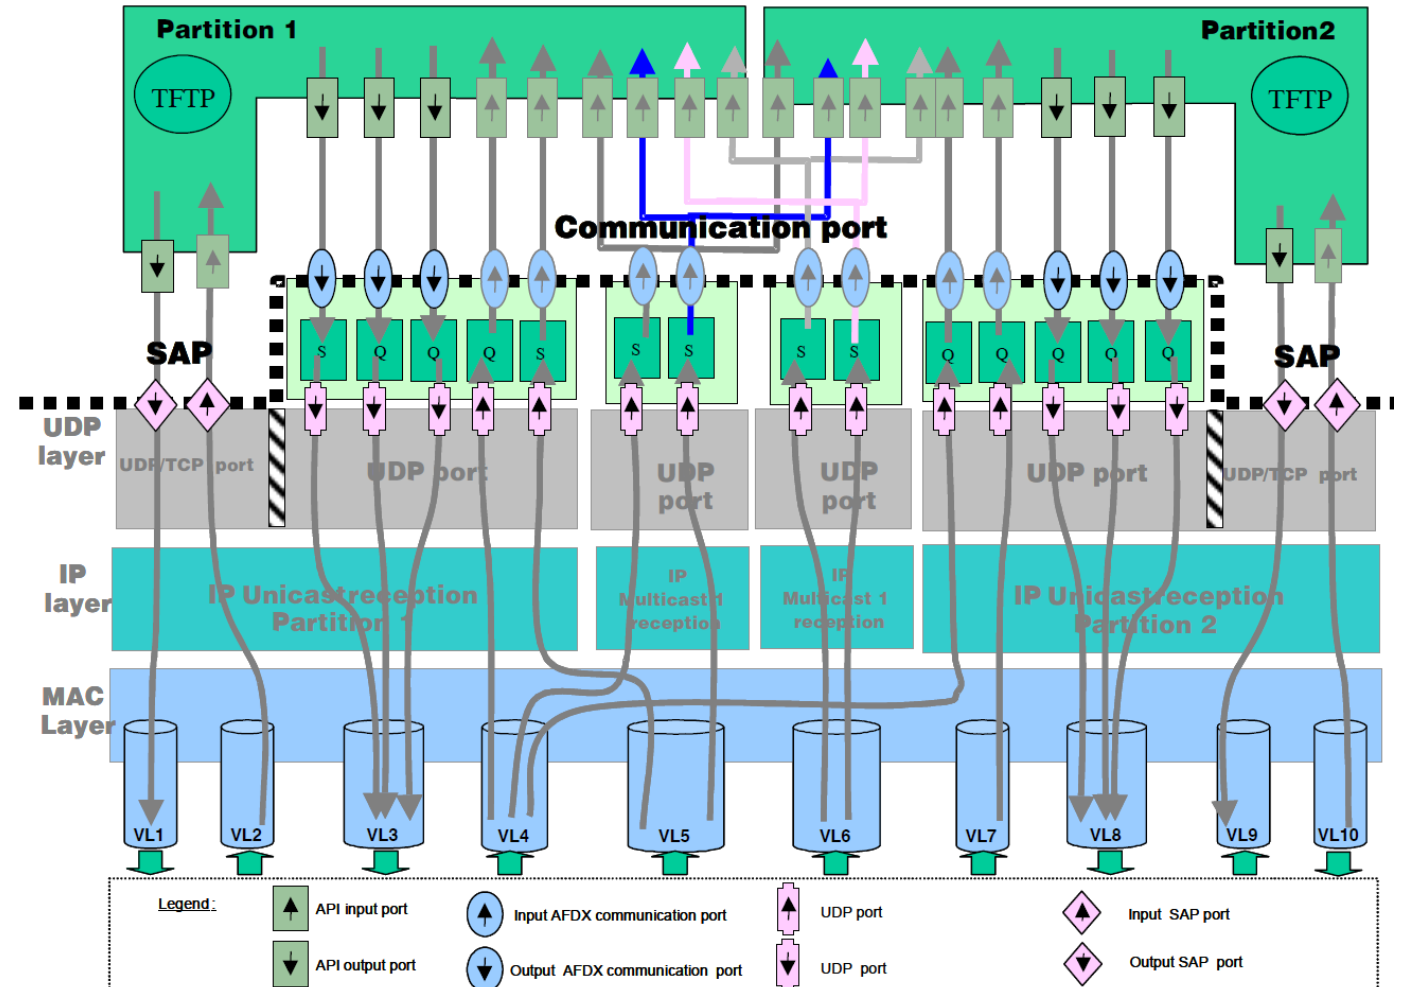 Partition 1
Partition2
TFTP
TFTP
Communication port
SAP
SAP
S
Q
Q
Q
S
S
S
S
S
Q
Q
Q
Q
Q
UDP
layer
UDP/TCP port
UDP port
UDP
port
UDP
port
UDP port
UDP/TCP port
IP
layer
IP Unicastreception
Partition 1
IP
Multicast 1
reception
IP
Multicast 1
reception
IP Unicastreception
Partition 2
MAC
Layer
VL1
VL2
VL3
VL4
VL5
VL6
VL7
VL8
VL9
VL10
Legend:
API input port
Input AFDX communication port
UDP port
Input SAP port
API output port
Output AFDX communication port
UDP port
Output SAP port